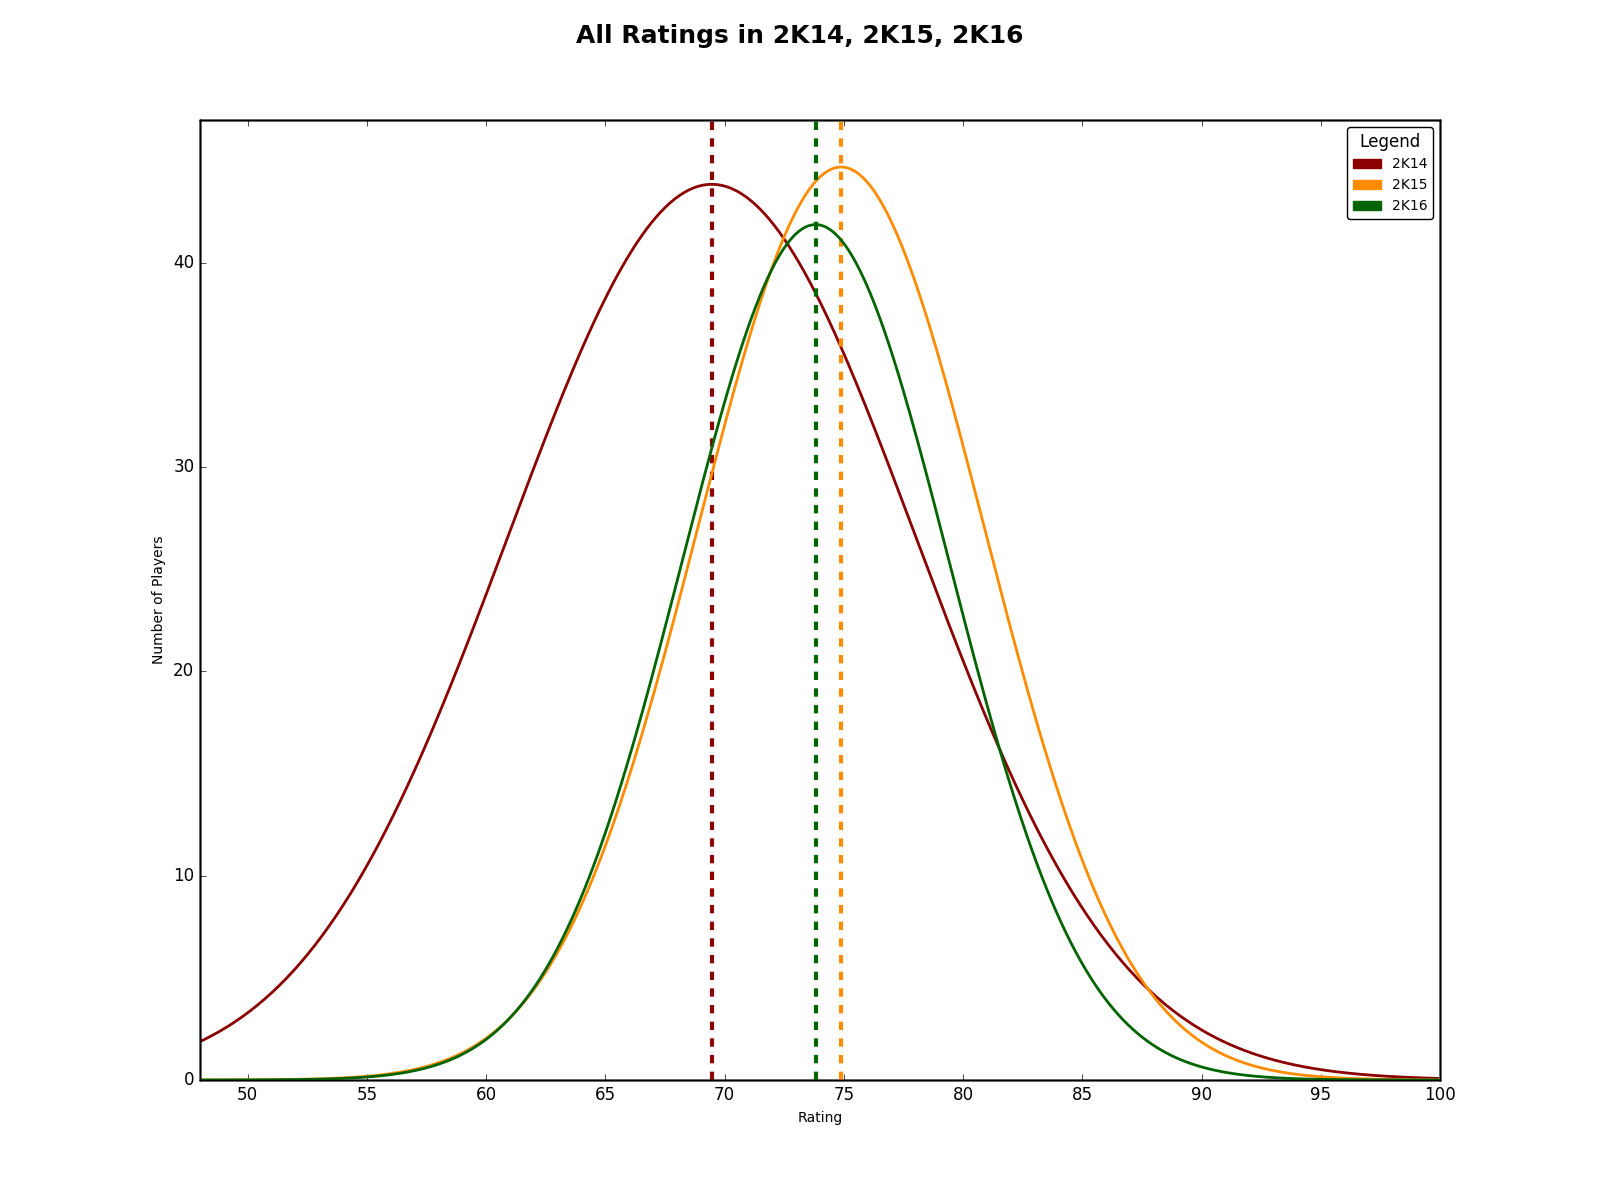 All Ratings in 2K14, 2K15, 2K16
Legend
2K14
2K15
2K16
40
30
20
10
0
Number of Players
50 55 60 65 70 75 80 85 90 95 100
Rating